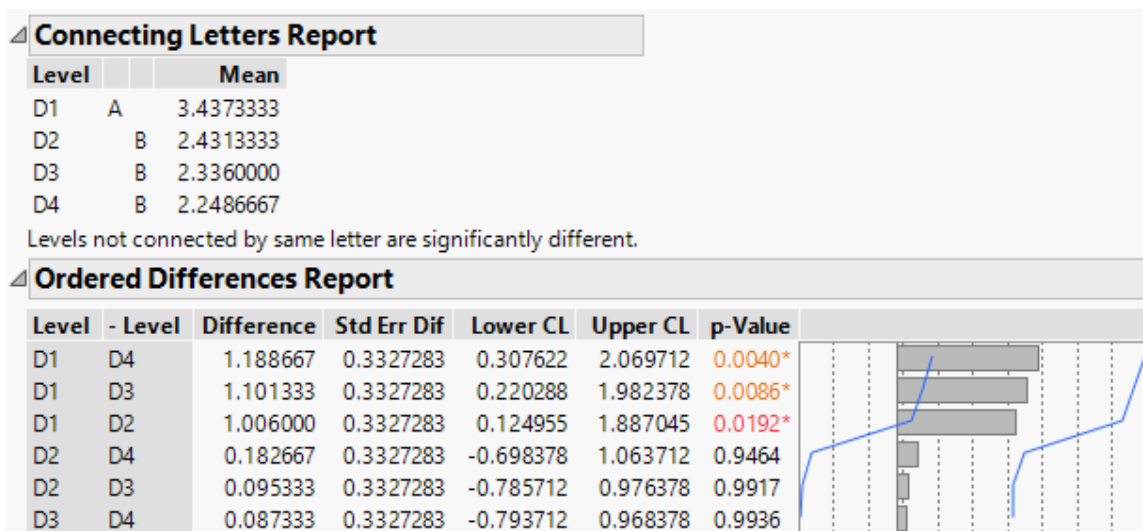 Connecting Letters Report
Level Mean
D1 A 3.4373333
D2 B 2.4313333
D3 B 2.3360000
D4 B 2.2486667
Levels not connected by same letter are significantly different.
Ordered Differences Report
Level - Level Difference Std Err Dif Lower CL Upper CL p-Value
D1 D4 1.188667 0.3327283 0.307622 2.069712 0.0040*
D1 D3 1.101333 0.3327283 0.220288 1.982378 0.0086*
D1 D2 1.006000 0.3327283 0.124955 1.887045 0.0192*
D2 D4 0.182667 0.3327283 -0.698378 1.063712 0.9464
D2 D3 0.095333 0.3327283 -0.785712 0.976378 0.9917
D3 D4 0.087333 0.3327283 -0.793712 0.968378 0.9936